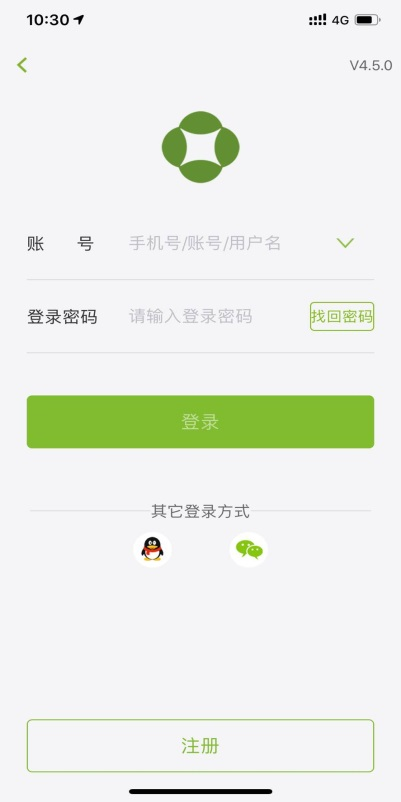 10:30 4G
V4.5.0
账 号 手机号/账号/用户名
登录密码 请输入登录密码 找回密码
登录
其它登录方式
注册